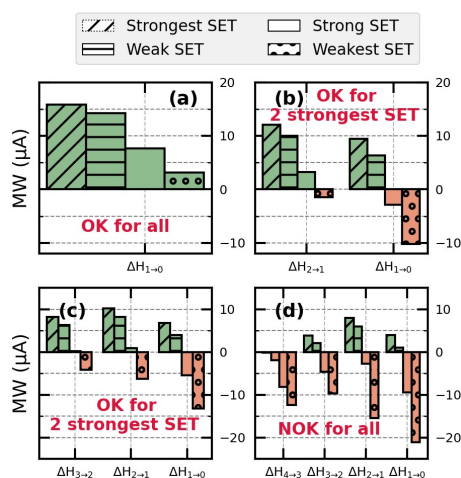 Strongest SET
Strong SET
Weak SET
Weakest SET
MW (μA)
(a)
OK for all
20
10
0
−10
ΔH1→0
(b)
OK for
2 strongest SET
20
10
0
−10
ΔH2→1
ΔH1→0
MW (μA)
(c)
OK for
2 strongest SET
10
0
−10
−20
ΔH3→2
ΔH2→1
ΔH1→0
(d)
NOK for all
10
0
−10
−20
ΔH4→3
ΔH3→2
ΔH2→1
ΔH1→0